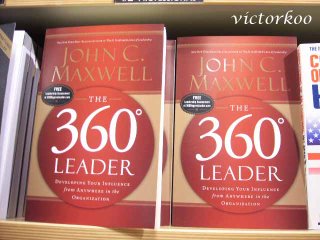 victorkoo
JOHN C.
MAXWELL
FREE
THE
360°
LEADER
DEVELOPING YOUR INFLUENCE
from ANYWHERE in the
ORGANIZATION
JOHN C.
MAXWELL
FREE
THE
360°
LEADER
DEVELOPING YOUR INFLUENCE
from ANYWHERE in the
ORGANIZATION